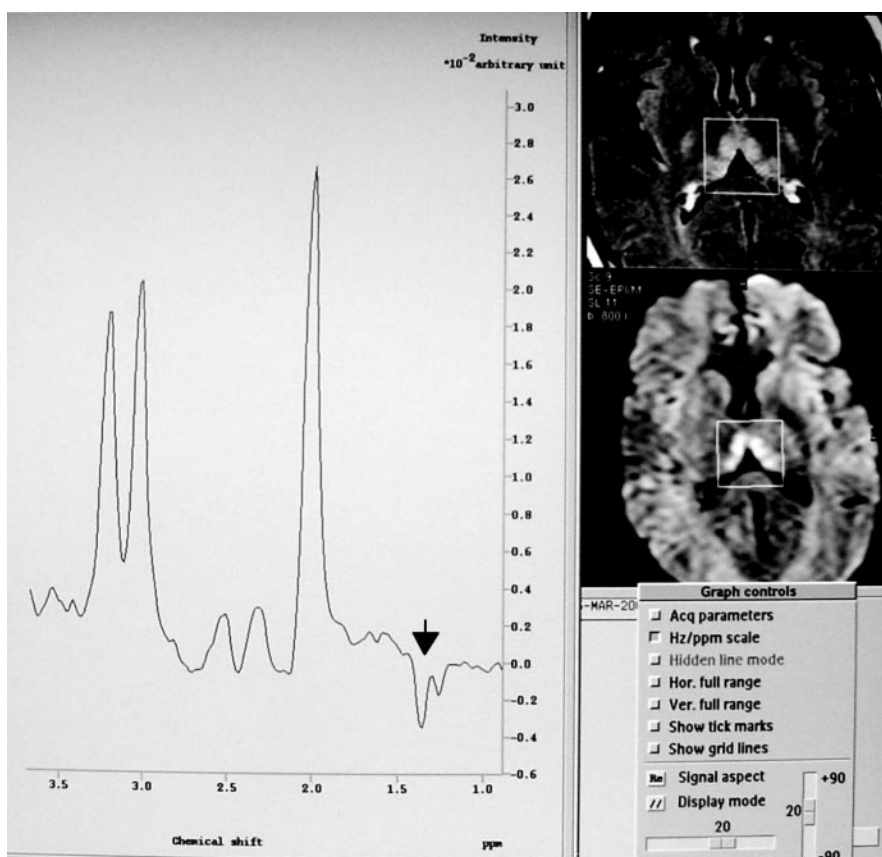 Intensity
*10⁻² arbitrary unit
3.0
2.8
2.6
2.4
2.2
2.0
1.8
1.6
1.4
1.2
1.0
0.8
0.6
0.4
0.2
0.0
-0.2
-0.4
-0.6
3.5 3.0 2.5 2.0 1.5 1.0
Chemical shift ppm
9
SE-EPI/M
SL 11
b 800
L
-MAR-20
Graph controls
Acq parameters
Hz/ppm scale
Hidden line mode
Hor. full range
Ver. full range
Show tick marks
Show grid lines
Re Signal aspect
// Display mode
20
+90
20
-90